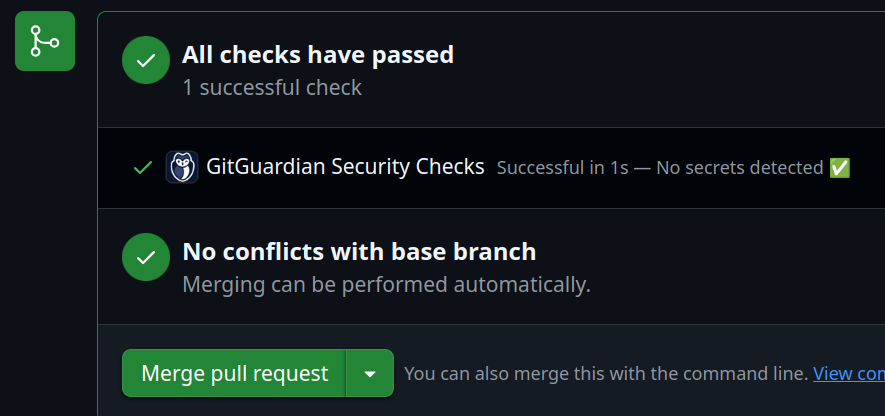 All checks have passed
1 successful check
GitGuardian Security Checks Successful in 1s — No secrets detected ✅
No conflicts with base branch
Merging can be performed automatically.
Merge pull request You can also merge this with the command line. View